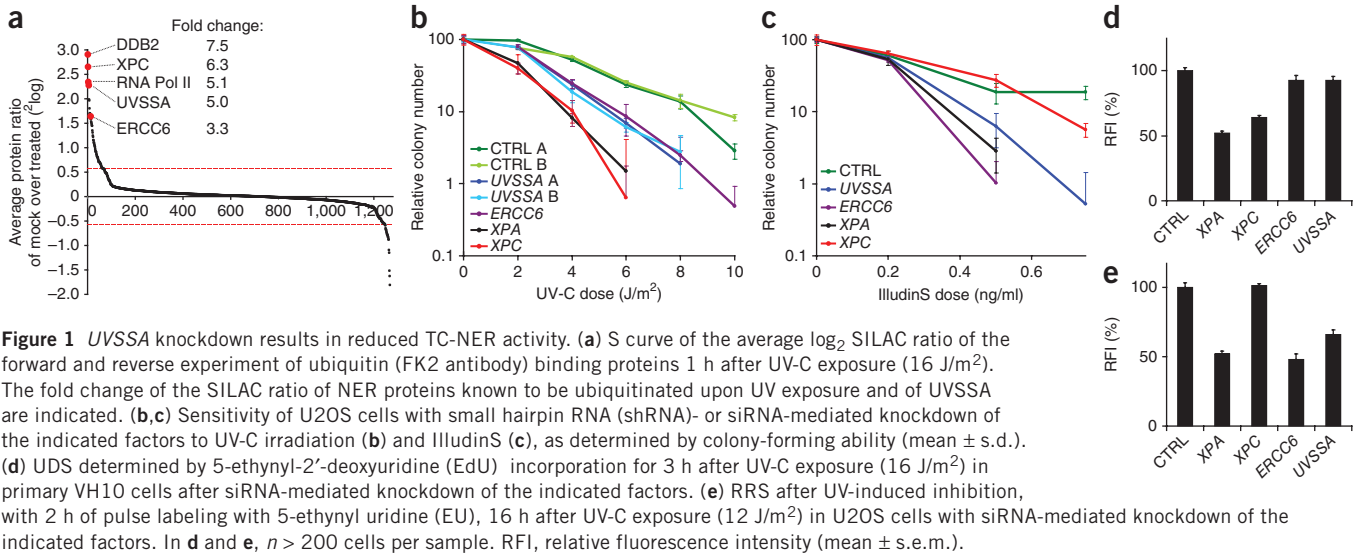 a
Fold change:
DDB2 7.5
XPC 6.3
RNA Pol II 5.1
UVSSA 5.0
ERCC6 3.3
Average protein ratio
of mock over treated (²log)
3.0
2.5
2.0
1.5
1.0
0.5
0
−0.5
−1.0
−1.5
−2.0
0 200 400 600 800 1,000 1,200
b
Relative colony number
100
10
1
0.1
CTRL A
CTRL B
UVSSA A
UVSSA B
ERCC6
XPA
XPC
0 2 4 6 8 10
UV-C dose (J/m²)
c
Relative colony number
100
10
1
0.1
CTRL
UVSSA
ERCC6
XPA
XPC
0 0.2 0.4 0.6
IlludinS dose (ng/ml)
d
RFI (%)
100
50
0
CTRL XPA XPC ERCC6 UVSSA
e
RFI (%)
100
50
0
CTRL XPA XPC ERCC6 UVSSA
Figure 1 UVSSA knockdown results in reduced TC-NER activity. (a) S curve of the average log₂ SILAC ratio of the
forward and reverse experiment of ubiquitin (FK2 antibody) binding proteins 1 h after UV-C exposure (16 J/m²).
The fold change of the SILAC ratio of NER proteins known to be ubiquitinated upon UV exposure and of UVSSA
are indicated. (b,c) Sensitivity of U2OS cells with small hairpin RNA (shRNA)- or siRNA-mediated knockdown of
the indicated factors to UV-C irradiation (b) and IlludinS (c), as determined by colony-forming ability (mean ± s.d.).
(d) UDS determined by 5-ethynyl-2′-deoxyuridine (EdU) incorporation for 3 h after UV-C exposure (16 J/m²) in
primary VH10 cells after siRNA-mediated knockdown of the indicated factors. (e) RRS after UV-induced inhibition,
with 2 h of pulse labeling with 5-ethynyl uridine (EU), 16 h after UV-C exposure (12 J/m²) in U2OS cells with siRNA-mediated knockdown of the
indicated factors. In d and e, n > 200 cells per sample. RFI, relative fluorescence intensity (mean ± s.e.m.).